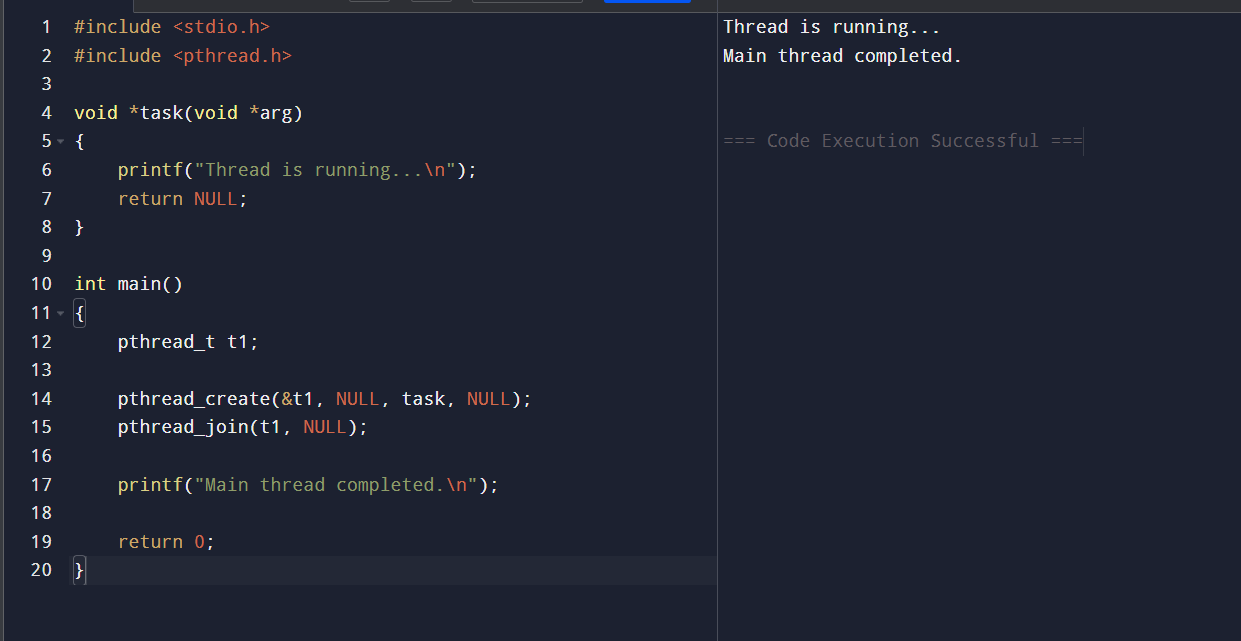 1 #include <stdio.h>
2 #include <pthread.h>
3
4 void *task(void *arg)
5 {
6     printf("Thread is running...\n");
7     return NULL;
8 }
9
10 int main()
11 {
12     pthread_t t1;
13
14     pthread_create(&t1, NULL, task, NULL);
15     pthread_join(t1, NULL);
16
17     printf("Main thread completed.\n");
18
19     return 0;
20 }
Thread is running...
Main thread completed.
=== Code Execution Successful ===